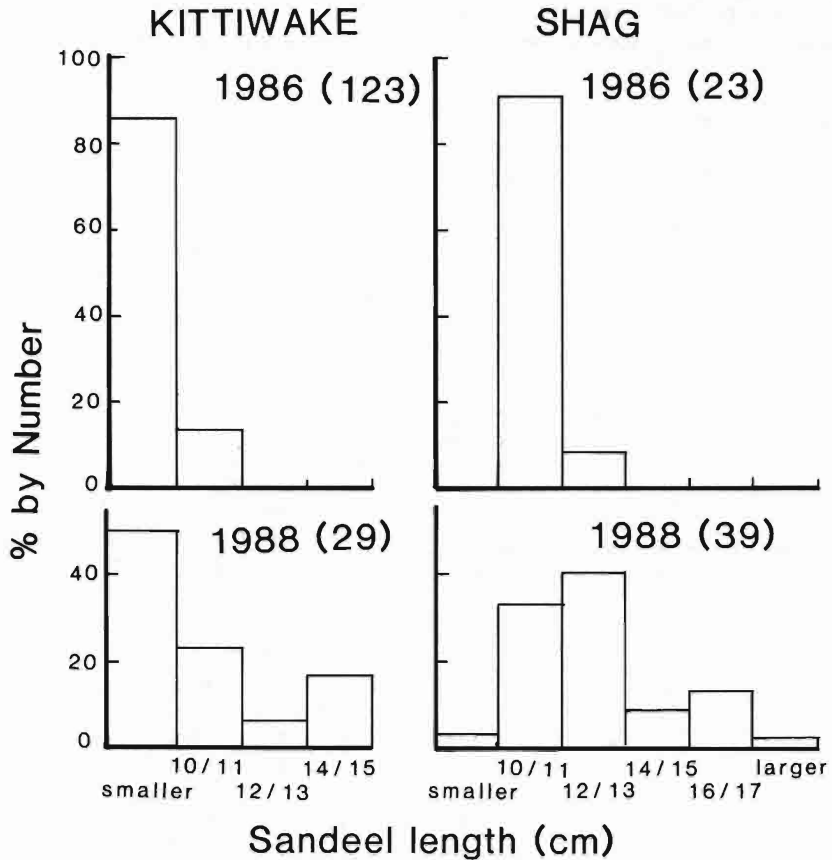 KITTIWAKE
SHAG
100
80
60
40
20
0
1986 (123)
1986 (23)
% by Number
40
20
0
1988 (29)
1988 (39)
smaller
10/11
12/13
14/15
smaller
10/11
12/13
14/15
16/17
larger
Sandeel length (cm)